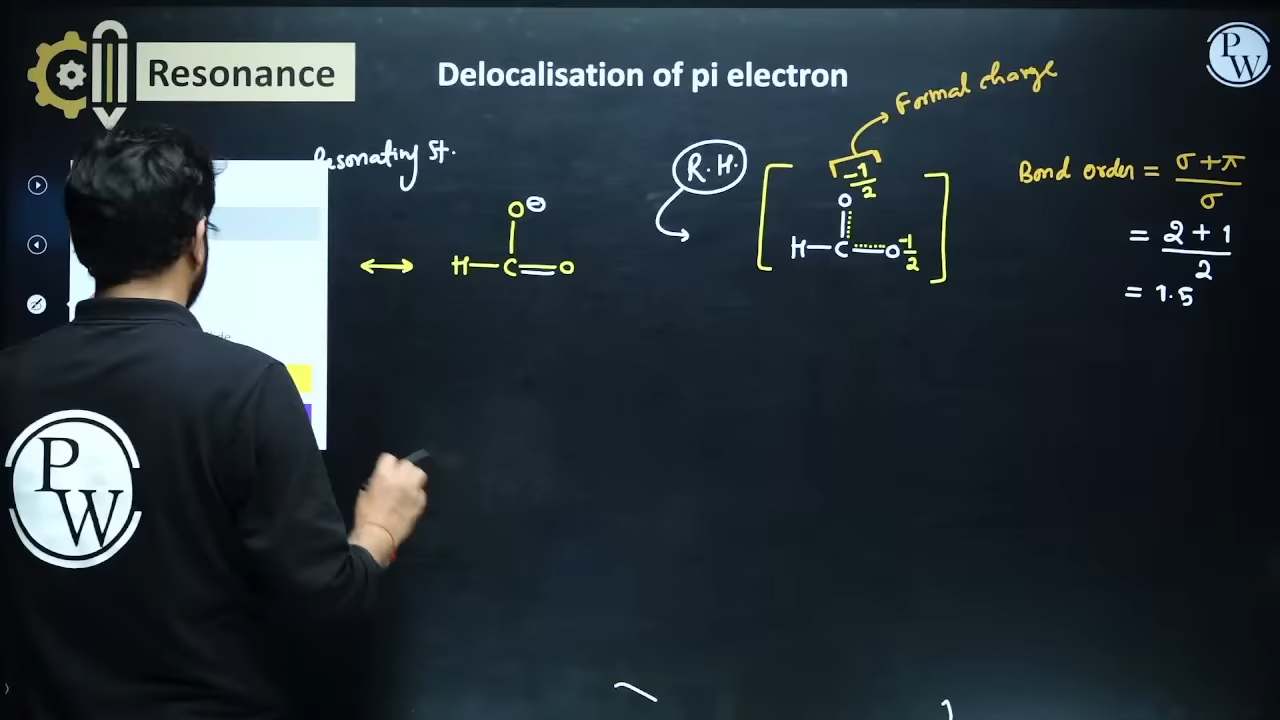 Resonance
Delocalisation of pi electron
P
W
Formal charge
Resonating St.
R.H.
Bond order = σ+π
σ
= 2+1
2
= 1.5
O⊖
H—C=O
-1/2
O
H—C=O -1/2
P
W